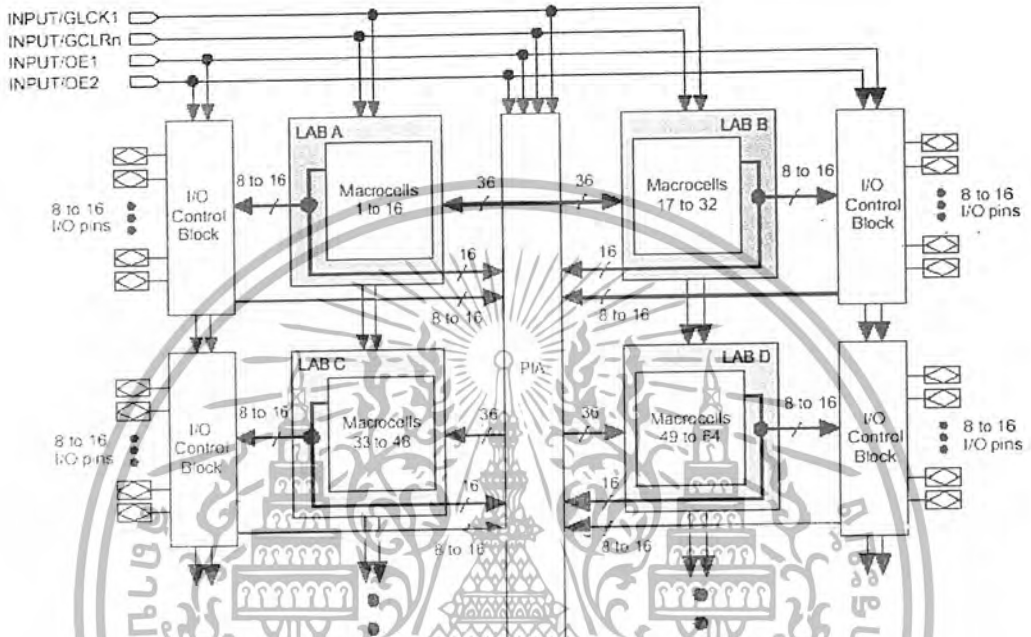 INPUT/GLCK1
INPUT/GCLRn
INPUT/OE1
INPUT/OE2
LAB A
LAB B
I/O
Control
Block
8 to 16
I/O pins
8 to 16
Macrocells
1 to 16
36
36
Macrocells
17 to 32
8 to 16
I/O
Control
Block
8 to 16
I/O pins
16
16
8 to 16
8 to 16
PIA
LAB C
LAB D
I/O
Control
Block
8 to 16
I/O pins
8 to 16
Macrocells
33 to 48
36
36
Macrocells
49 to 64
8 to 16
I/O
Control
Block
8 to 16
I/O pins
16
16
8 to 16
8 to 16